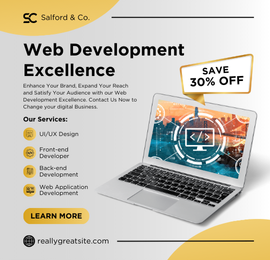 SC Salford & Co.
Web Development
Excellence
SAVE
30% OFF
Enhance Your Brand, Expand Your Reach
and Satisfy Your Audience with our Web
Development Excellence. Contact Us Now to
Change your digital Business.
Our Services:
UI/UX Design
Front-end
Developer
Back-end
Development
Web Application
Development
LEARN MORE
reallygreatsite.com